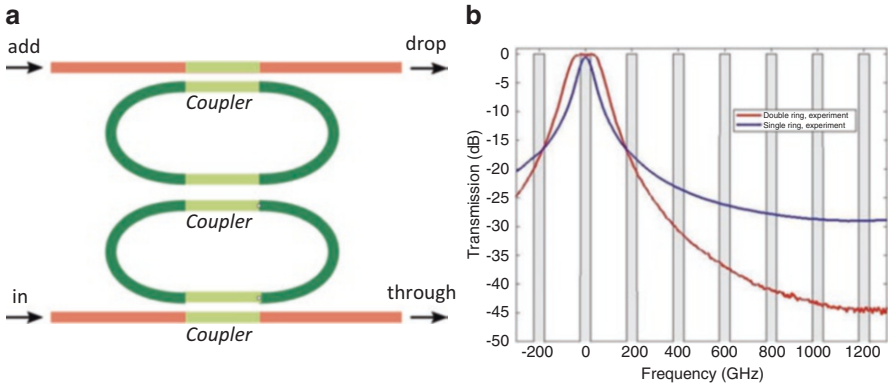 a
add
drop
Coupler
Coupler
in
through
Coupler
b
0
-5
-10
-15
-20
-25
-30
-35
-40
-45
-50
Transmission (dB)
Double ring, experiment
Single ring, experiment
-200 0 200 400 600 800 1000 1200
Frequency (GHz)